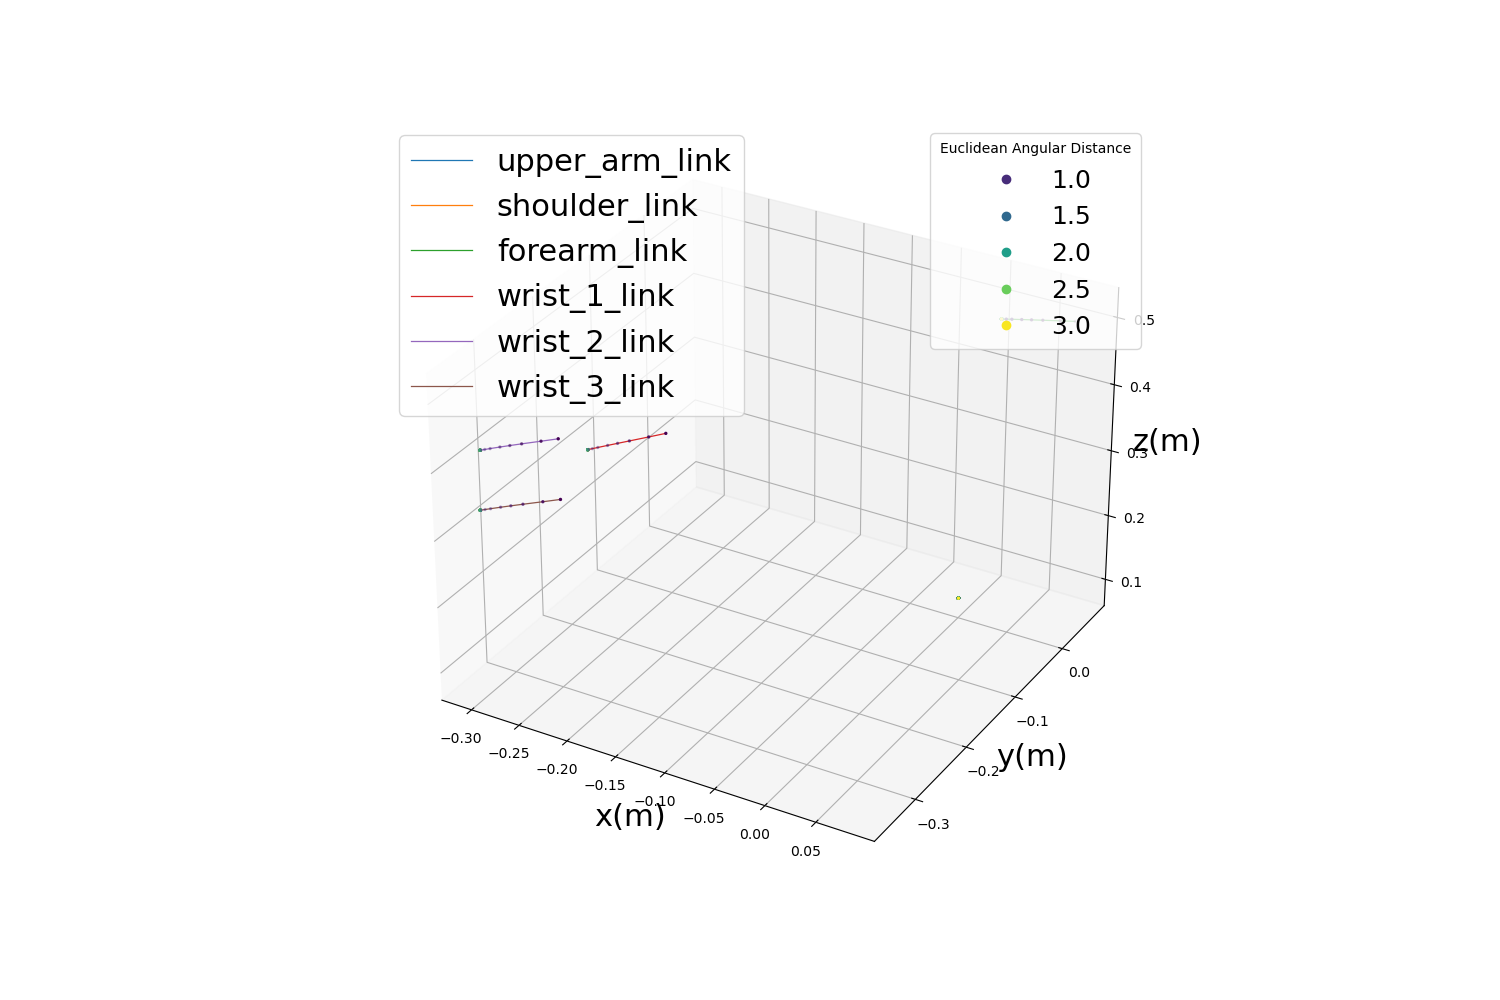 upper_arm_link
shoulder_link
forearm_link
wrist_1_link
wrist_2_link
wrist_3_link
Euclidean Angular Distance
1.0
1.5
2.0
2.5
3.0
0.5
0.4
0.3
0.2
0.1
z(m)
0.0
−0.1
−0.2
−0.3
y(m)
−0.30
−0.25
−0.20
−0.15
−0.10
−0.05
0.00
0.05
x(m)